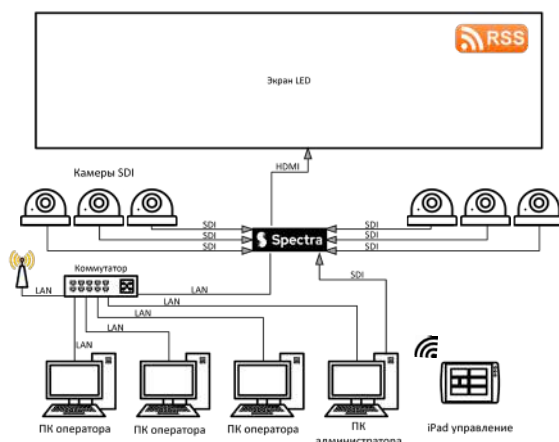 RSS
Экран LED
HDMI
Камеры SDI
SDI
SDI
SDI
SDI
SDI
SDI
Spectra
Коммутатор
LAN
LAN
LAN
LAN
SDI
ПК оператора
ПК оператора
ПК оператора
ПК
администратора
iPad управление